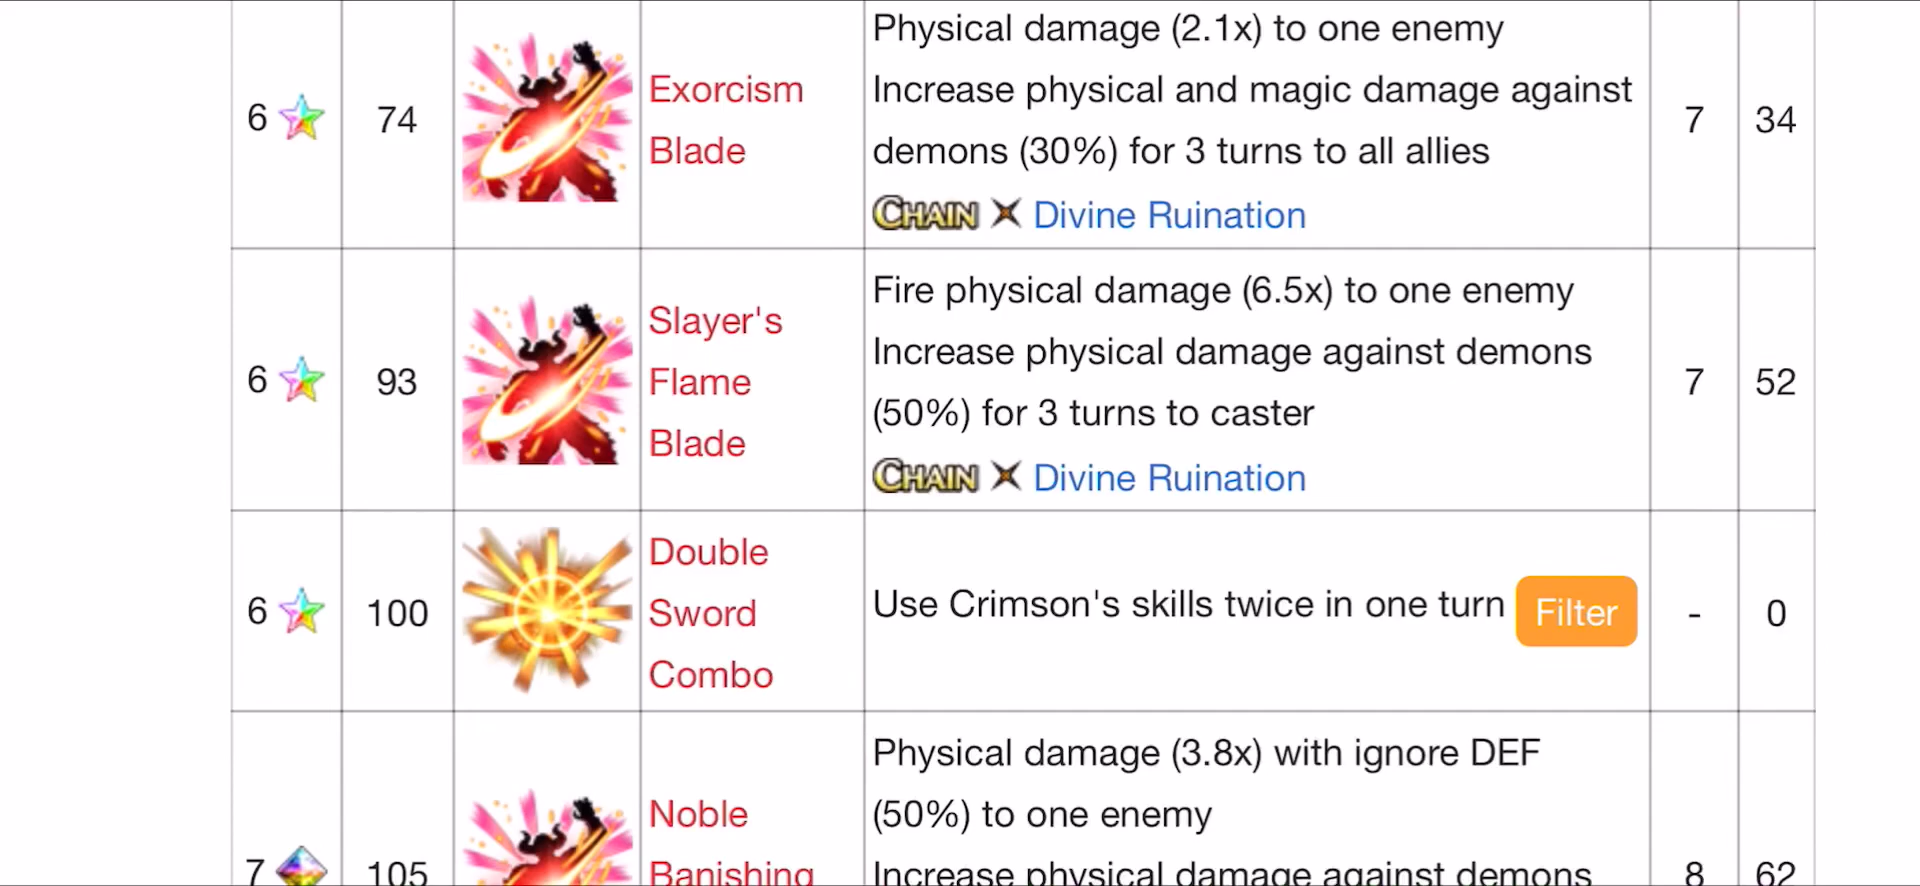 6 74 Exorcism Blade Physical damage (2.1x) to one enemy
Increase physical and magic damage against
demons (30%) for 3 turns to all allies
CHAIN Divine Ruination 7 34
6 93 Slayer's Flame Blade Fire physical damage (6.5x) to one enemy
Increase physical damage against demons
(50%) for 3 turns to caster
CHAIN Divine Ruination 7 52
6 100 Double Sword Combo Use Crimson's skills twice in one turn Filter - 0
7 105 Noble Banishing Physical damage (3.8x) with ignore DEF
(50%) to one enemy
Increase physical damage against demons 8 62